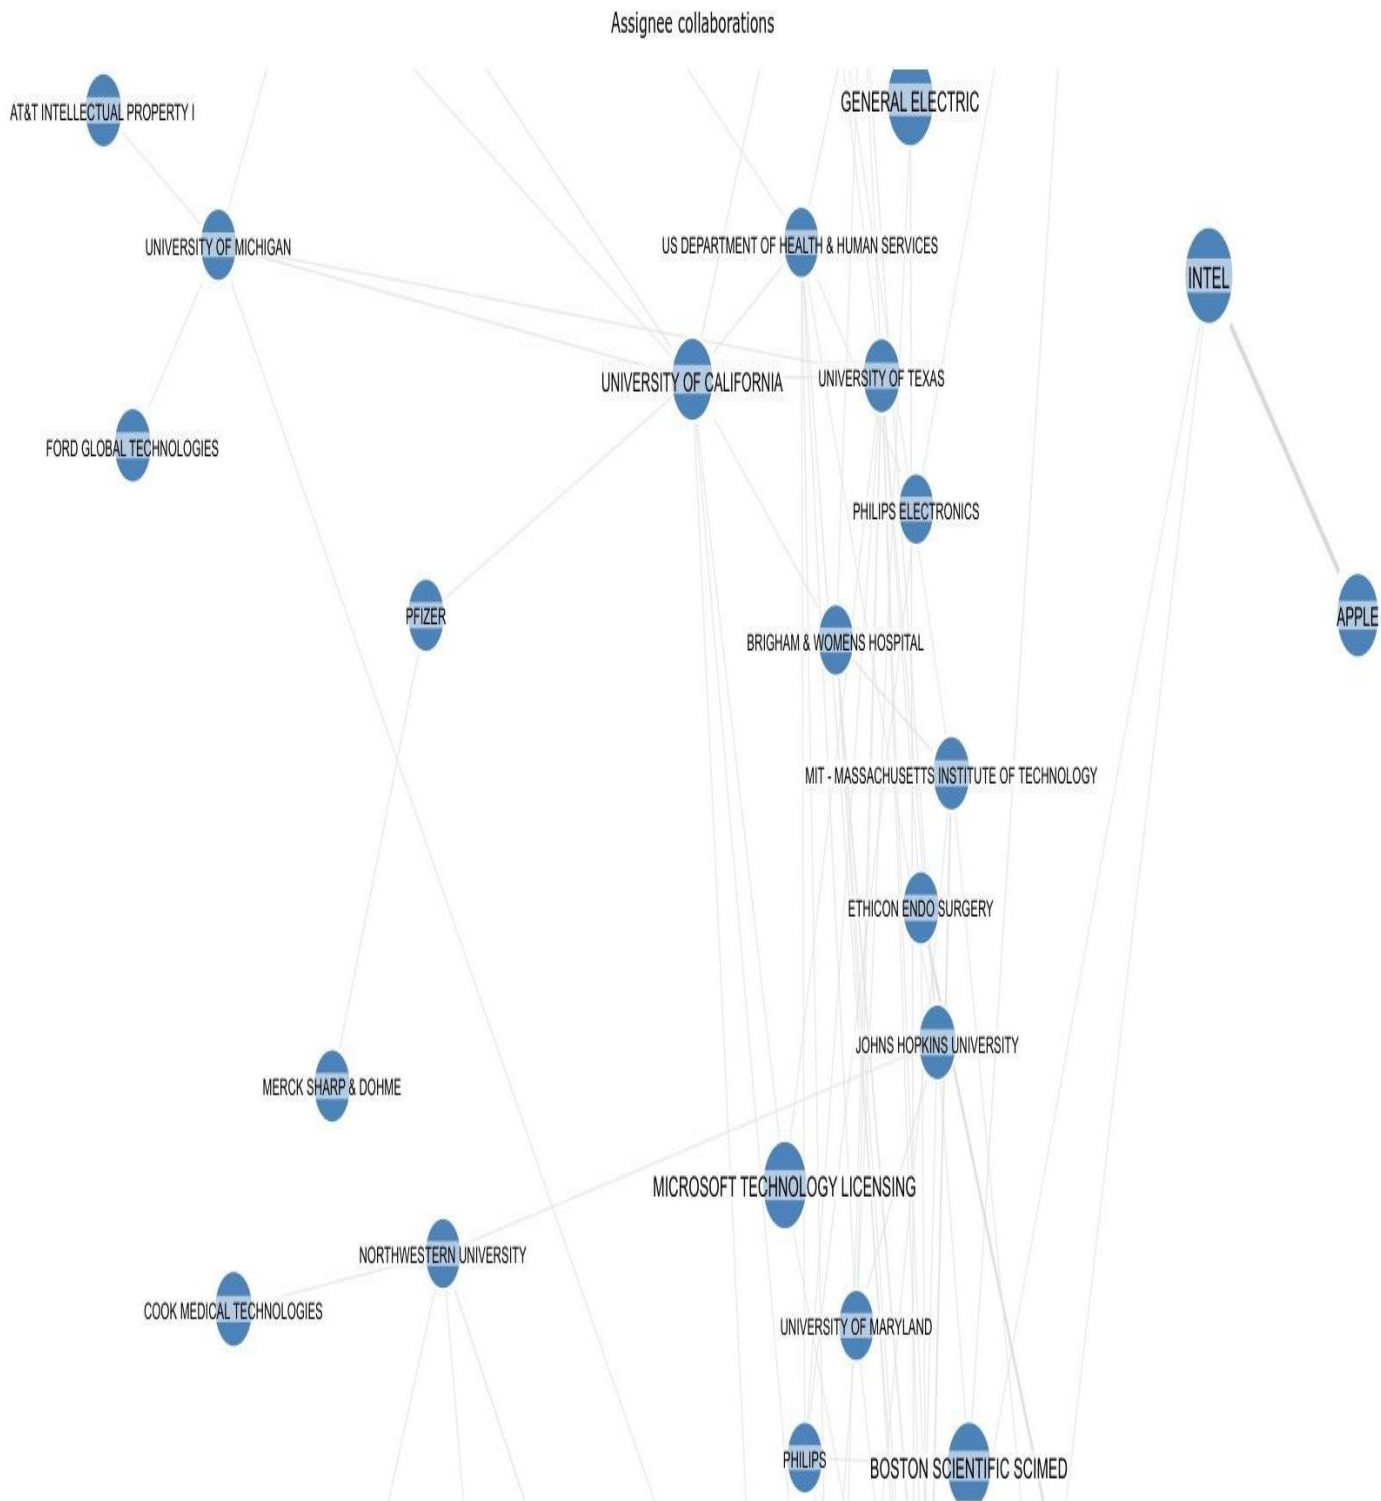 Assignee collaborations
GENERAL ELECTRIC
AT&T INTELLECTUAL PROPERTY I
US DEPARTMENT OF HEALTH & HUMAN SERVICES
UNIVERSITY OF MICHIGAN
INTEL
UNIVERSITY OF TEXAS
UNIVERSITY OF CALIFORNIA
FORD GLOBAL TECHNOLOGIES
PHILIPS ELECTRONICS
PFIZER
APPLE
BRIGHAM & WOMENS HOSPITAL
MIT - MASSACHUSETTS INSTITUTE OF TECHNOLOGY
ETHICON ENDO SURGERY
JOHNS HOPKINS UNIVERSITY
MERCK SHARP & DOHME
MICROSOFT TECHNOLOGY LICENSING
NORTHWESTERN UNIVERSITY
COOK MEDICAL TECHNOLOGIES
UNIVERSITY OF MARYLAND
PHILIPS
BOSTON SCIENTIFIC SCIMED